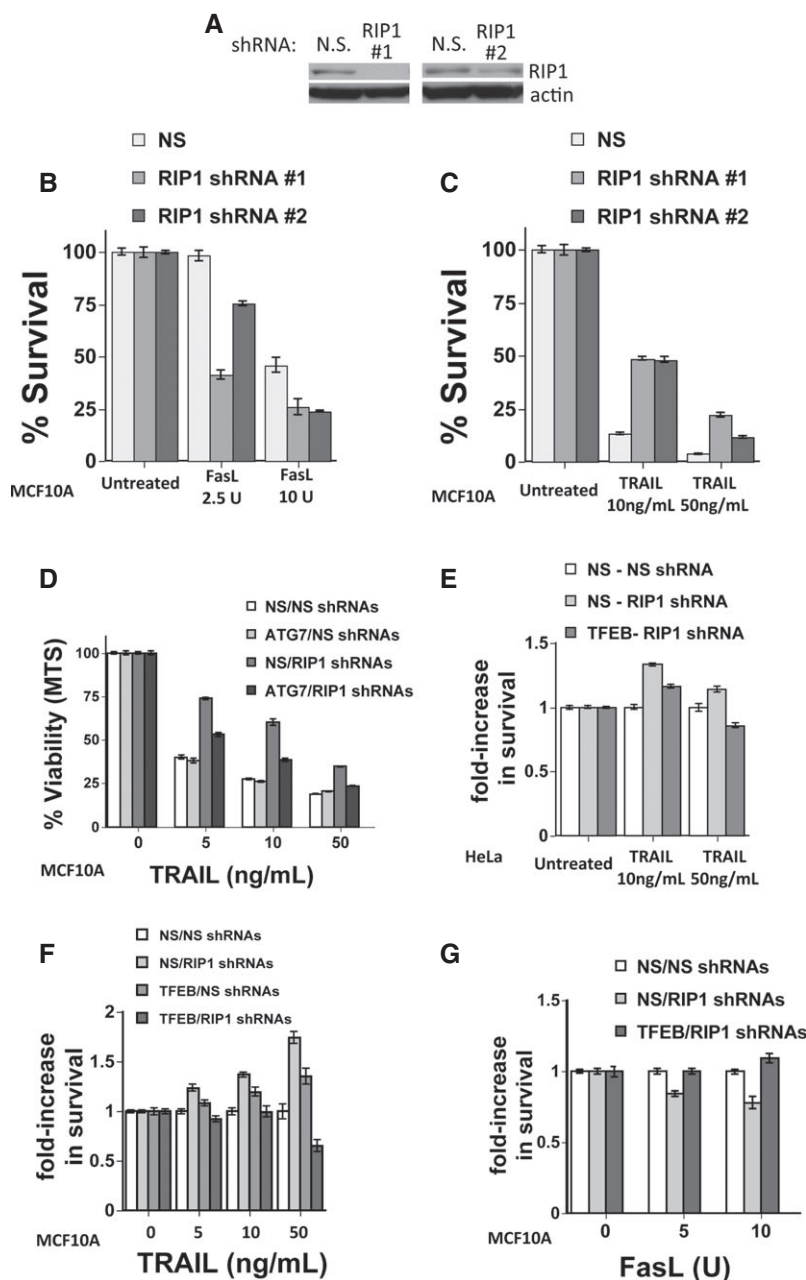 A
shRNA: N.S. RIP1 #1 N.S. RIP1 #2
RIP1
actin
B
NS
RIP1 shRNA #1
RIP1 shRNA #2
% Survival
100
75
50
25
0
MCF10A
Untreated
FasL 2.5 U
FasL 10 U
C
NS
RIP1 shRNA #1
RIP1 shRNA #2
% Survival
100
75
50
25
0
MCF10A
Untreated
TRAIL 10ng/mL
TRAIL 50ng/mL
D
NS/NS shRNAs
ATG7/NS shRNAs
NS/RIP1 shRNAs
ATG7/RIP1 shRNAs
% Viability (MTS)
100
75
50
25
0
0 5 10 50
MCF10A
TRAIL (ng/mL)
E
NS - NS shRNA
NS - RIP1 shRNA
TFEB- RIP1 shRNA
fold-increase
in survival
1.5
1
0.5
0
HeLa
Untreated
TRAIL 10ng/mL
TRAIL 50ng/mL
F
NS/NS shRNAs
NS/RIP1 shRNAs
TFEB/NS shRNAs
TFEB/RIP1 shRNAs
fold-increase
in survival
2
1.5
1
0.5
0
0 5 10 50
MCF10A
TRAIL (ng/mL)
G
NS/NS shRNAs
NS/RIP1 shRNAs
TFEB/RIP1 shRNAs
fold-increase
in survival
1.5
1
0.5
0
0 5 10
MCF10A
FasL (U)